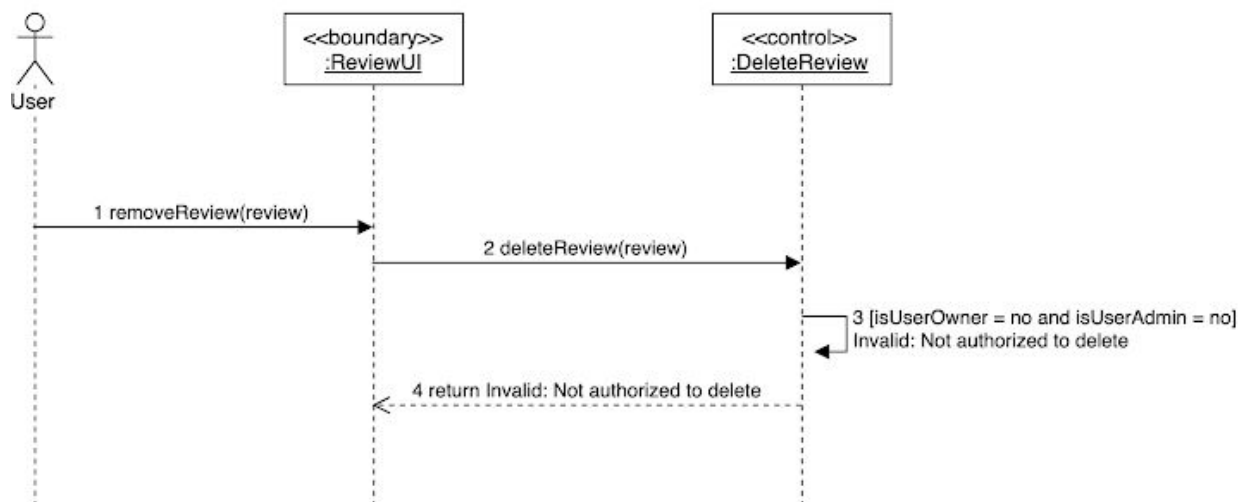 <<boundary>>
:ReviewUI
<<control>>
:DeleteReview
User
1 removeReview(review)
2 deleteReview(review)
3 [isUserOwner = no and isUserAdmin = no]
Invalid: Not authorized to delete
4 return Invalid: Not authorized to delete